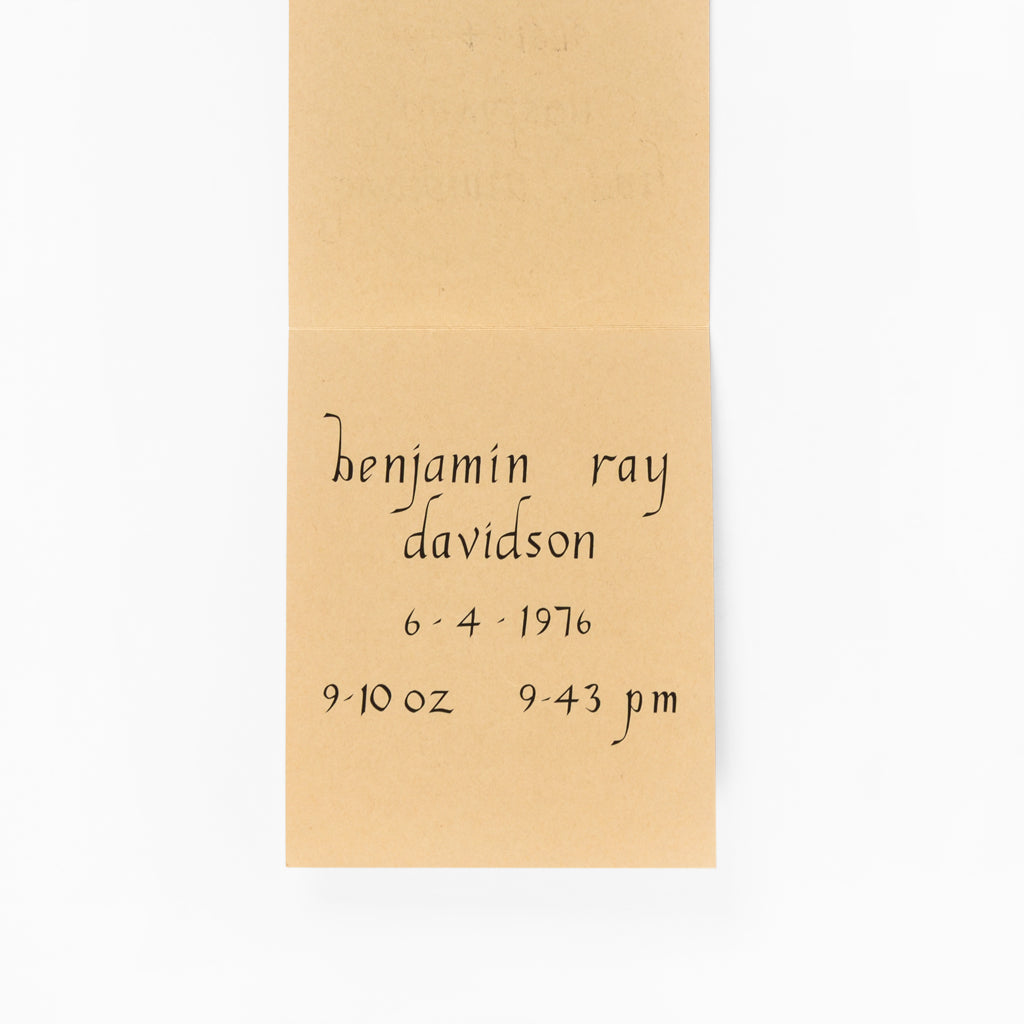 benjamin ray
davidson
6-4-1976
9-10 oz 9-43 pm